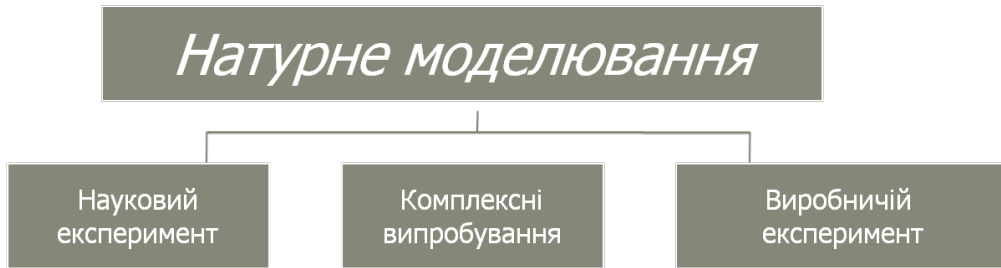 Натурне моделювання
Науковий
експеримент
Комплексні
випробування
Виробничій
експеримент